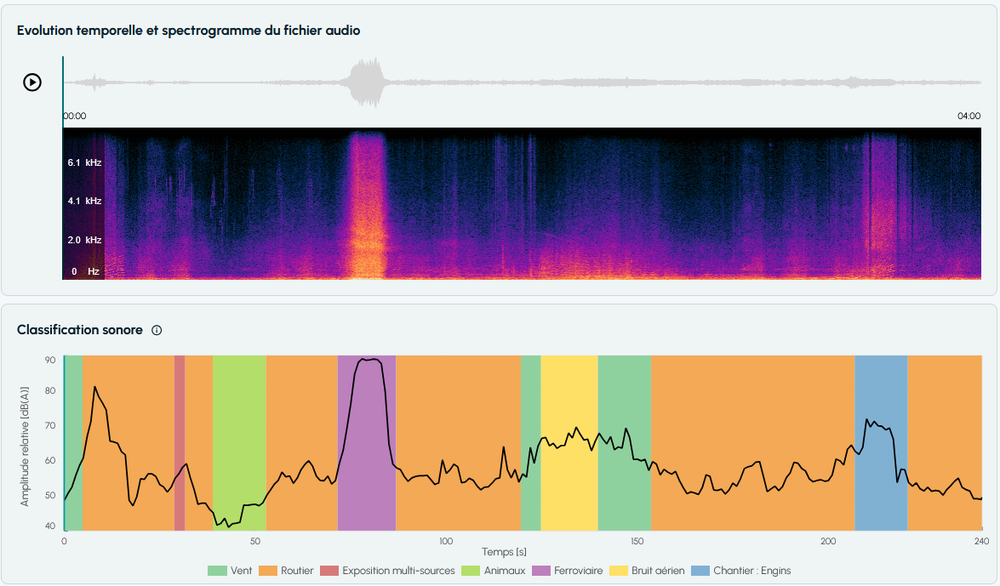 Evolution temporelle et spectrogramme du fichier audio
00:00
04:00
6.1 kHz
4.1 kHz
2.0 kHz
0 Hz
Classification sonore
Amplitude relative [dB(A)]
90
80
70
60
50
40
0
50
100
150
200
240
Temps [s]
Vent
Routier
Exposition multi-sources
Animaux
Ferroviaire
Bruit aérien
Chantier : Engins